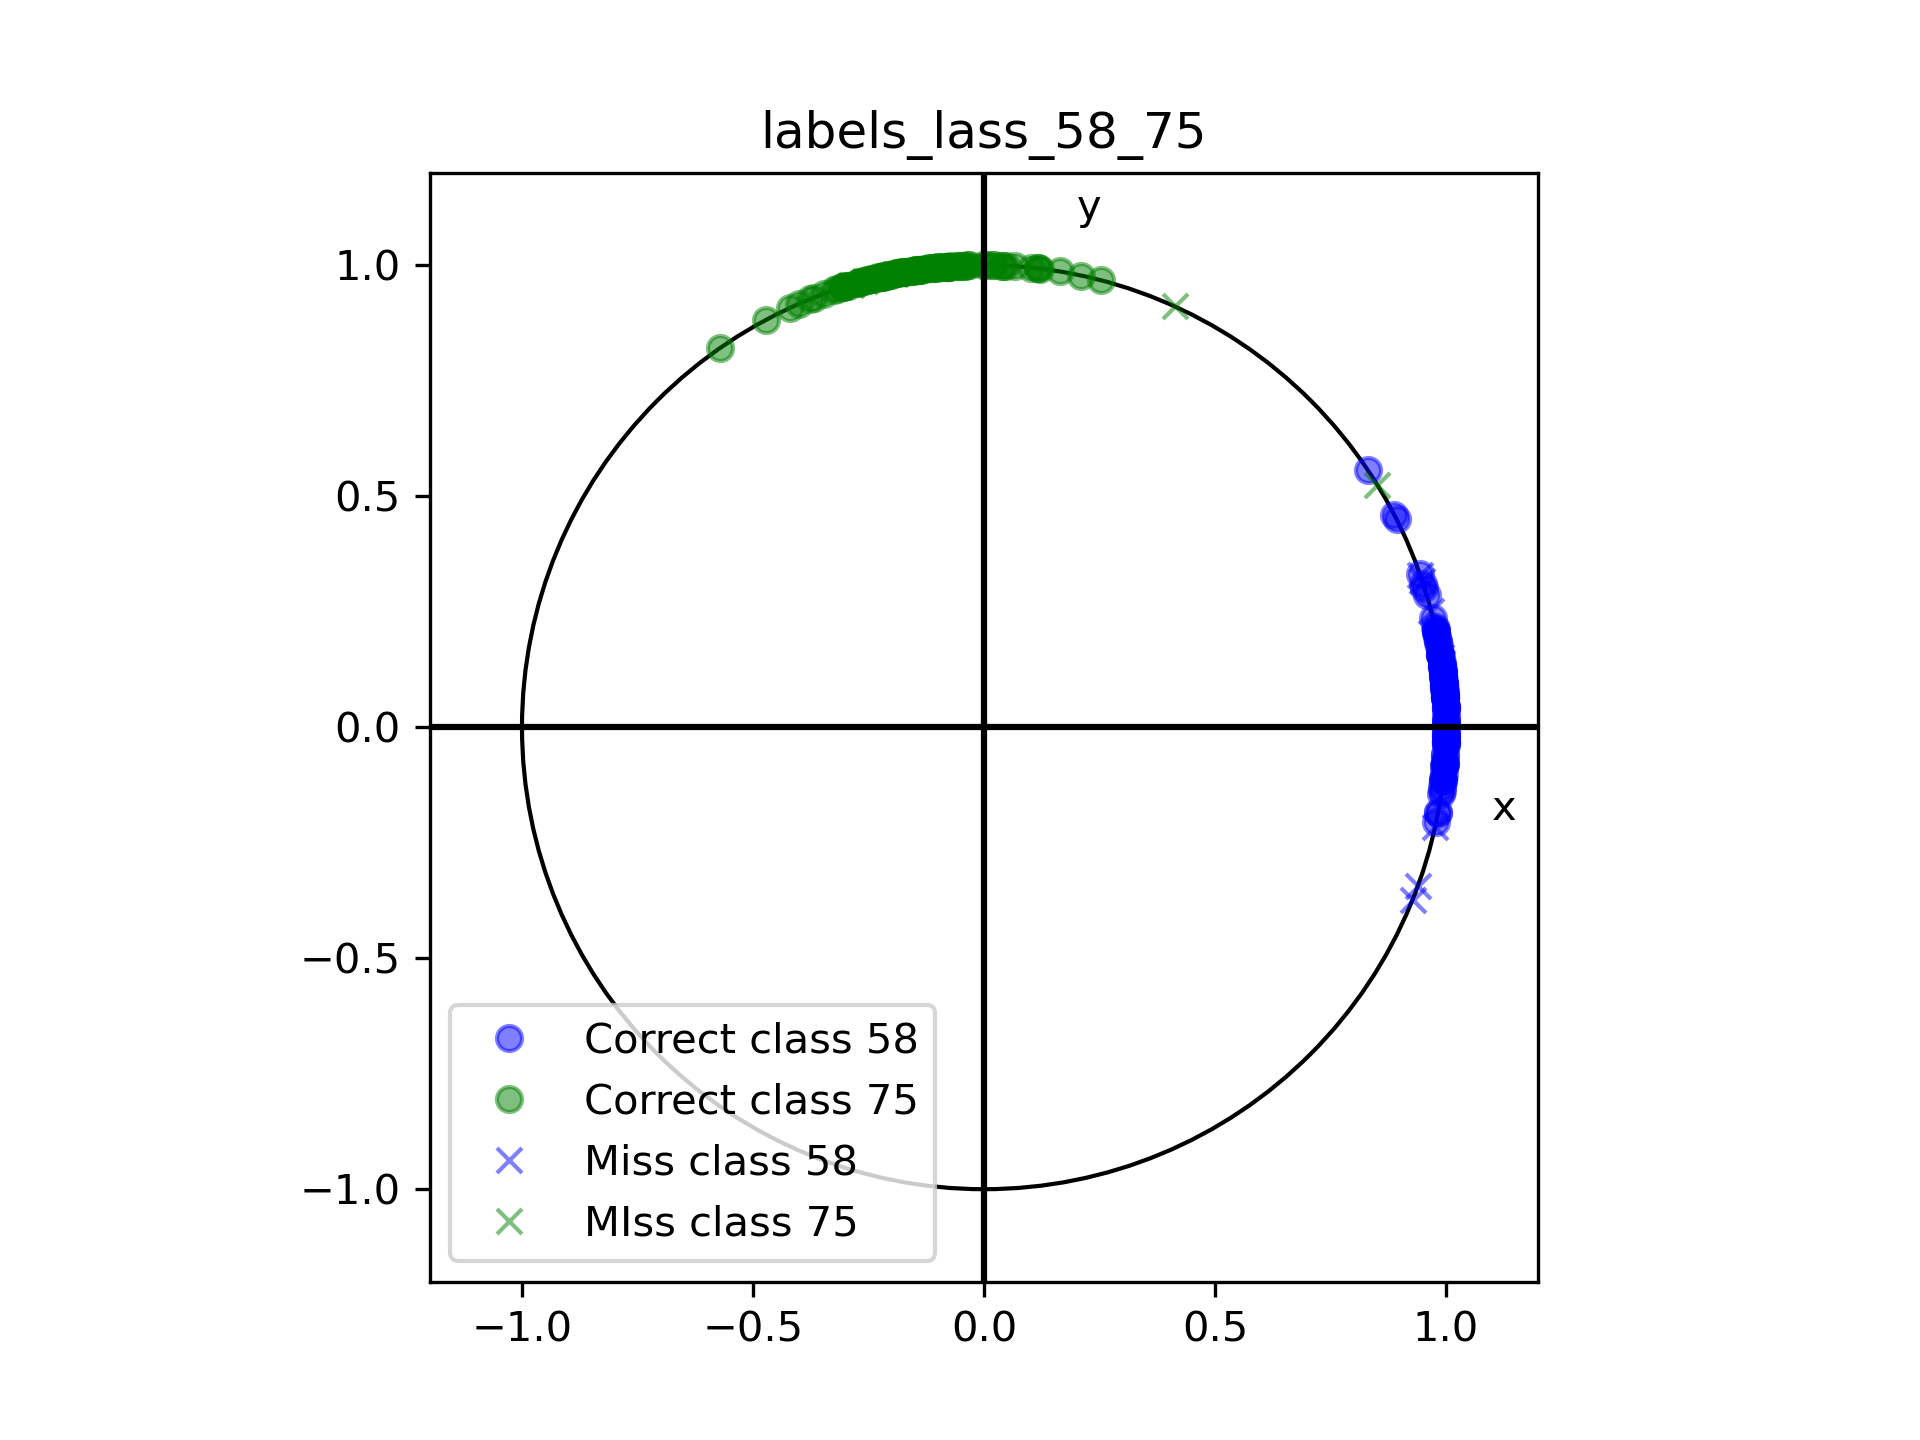 labels_lass_58_75
y
1.0
0.5
0.0
−0.5
−1.0
x
Correct class 58
Correct class 75
Miss class 58
MIss class 75
−1.0 −0.5 0.0 0.5 1.0